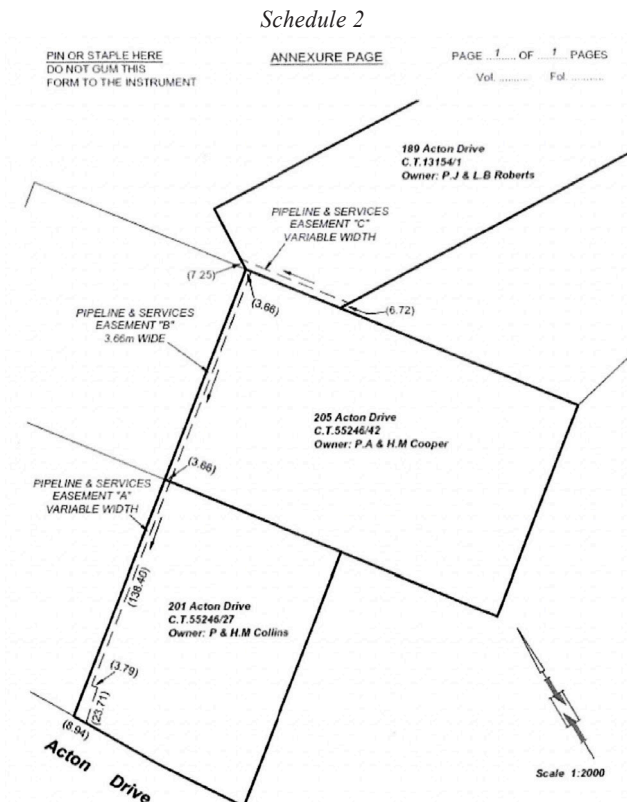 Schedule 2
PIN OR STAPLE HERE
DO NOT GUM THIS
FORM TO THE INSTRUMENT
ANNEXURE PAGE
PAGE ...1... OF ...1... PAGES
Vol. .......... Fol. ...........
189 Acton Drive
C.T.13154/1
Owner: P.J & L.B Roberts
PIPELINE & SERVICES
EASEMENT "C"
VARIABLE WIDTH
(7.25)
(3.66)
(6.72)
PIPELINE & SERVICES
EASEMENT "B"
3.66m WIDE
205 Acton Drive
C.T.55246/42
Owner: P.A & H.M Cooper
(3.66)
PIPELINE & SERVICES
EASEMENT "A"
VARIABLE WIDTH
(138.40)
201 Acton Drive
C.T.55246/27
Owner: P & H.M Collins
(3.79)
(23.71)
(8.94)
Acton Drive
Scale 1:2000